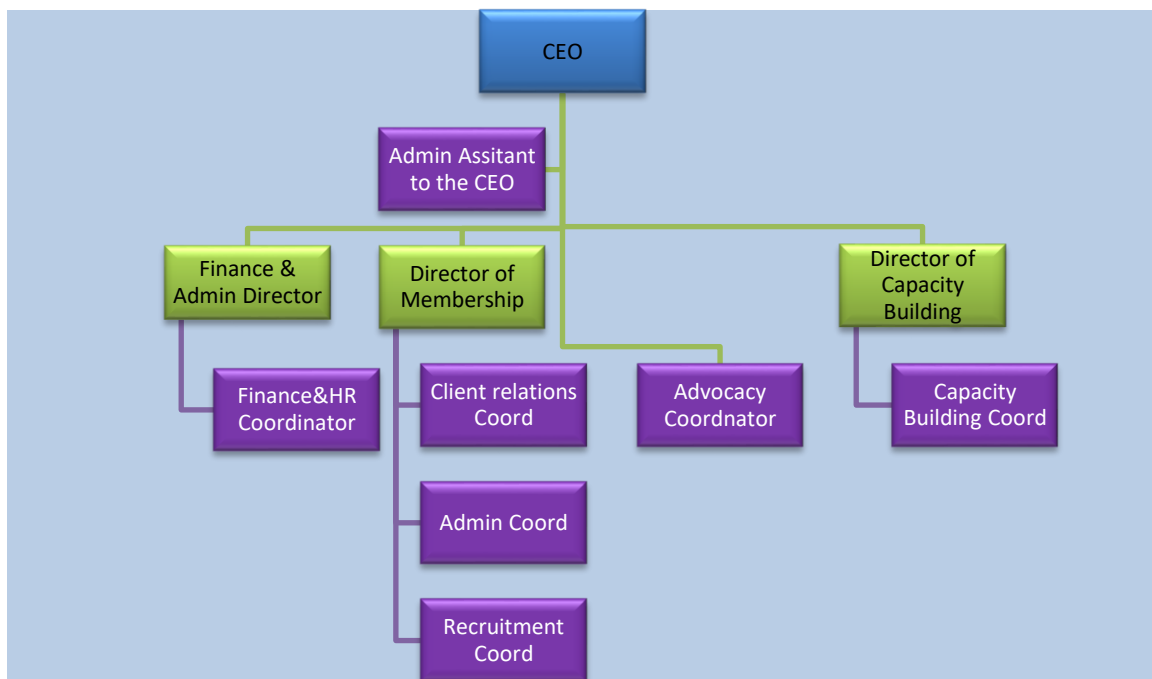 CEO
Admin Assitant
to the CEO
Finance &
Admin Director
Director of
Membership
Director of
Capacity
Building
Finance&HR
Coordinator
Client relations
Coord
Advocacy
Coordnator
Capacity
Building Coord
Admin Coord
Recruitment
Coord